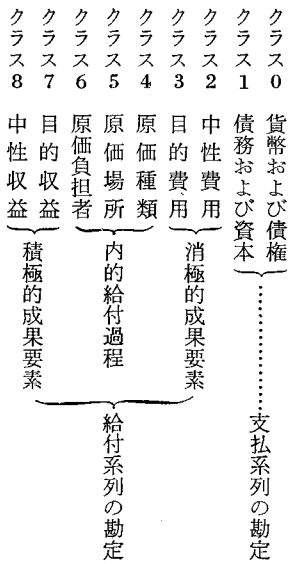 クラス 0 貨幣および債権
クラス 1 債務および資本
クラス 2 中性費用
クラス 3 目的費用
クラス 4 原価種類
クラス 5 原価場所
クラス 6 原価負担者
クラス 7 目的収益
クラス 8 中性収益
支払系列の勘定
消極的成果要素
内的給付過程
積極的成果要素
給付系列の勘定